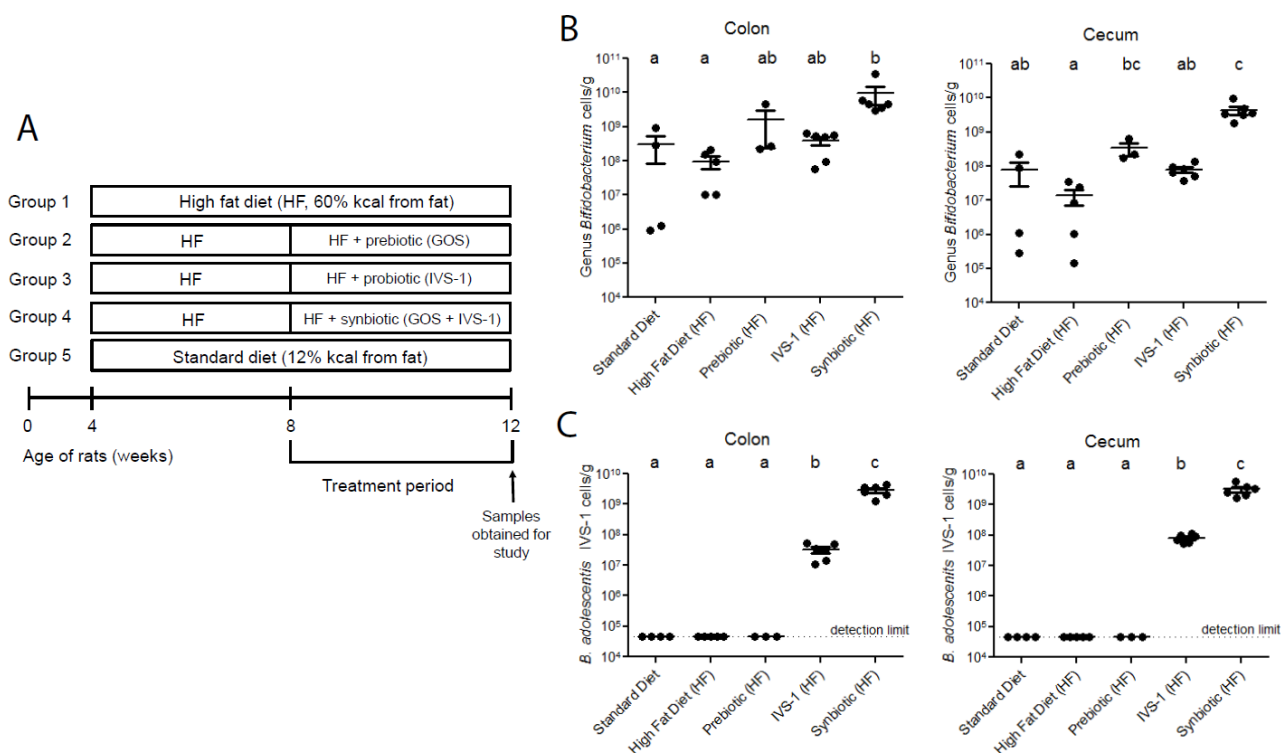 A
Group 1
High fat diet (HF, 60% kcal from fat)
Group 2
HF
HF + prebiotic (GOS)
Group 3
HF
HF + probiotic (IVS-1)
Group 4
HF
HF + synbiotic (GOS + IVS-1)
Group 5
Standard diet (12% kcal from fat)
0
4
8
12
Age of rats (weeks)
Treatment period
Samples
obtained for
study
B
Colon
Genus Bifidobacterium cells/g
10¹¹
10¹⁰
10⁹
10⁸
10⁷
10⁶
10⁵
10⁴
a
a
ab
ab
b
Standard Diet
High Fat Diet (HF)
Prebiotic (HF)
IVS-1 (HF)
Synbiotic (HF)
Cecum
Genus Bifidobacterium cells/g
10¹¹
10¹⁰
10⁹
10⁸
10⁷
10⁶
10⁵
10⁴
ab
a
bc
ab
c
Standard Diet
High Fat Diet (HF)
Prebiotic (HF)
IVS-1 (HF)
Synbiotic (HF)
C
Colon
B. adolescentis IVS-1 cells/g
10¹⁰
10⁹
10⁸
10⁷
10⁶
10⁵
10⁴
a
a
a
b
c
detection limit
Standard Diet
High Fat Diet (HF)
Prebiotic (HF)
IVS-1 (HF)
Synbiotic (HF)
Cecum
B. adolescenits IVS-1 cells/g
10¹⁰
10⁹
10⁸
10⁷
10⁶
10⁵
10⁴
a
a
a
b
c
detection limit
Standard Diet
High Fat Diet (HF)
Prebiotic (HF)
IVS-1 (HF)
Synbiotic (HF)